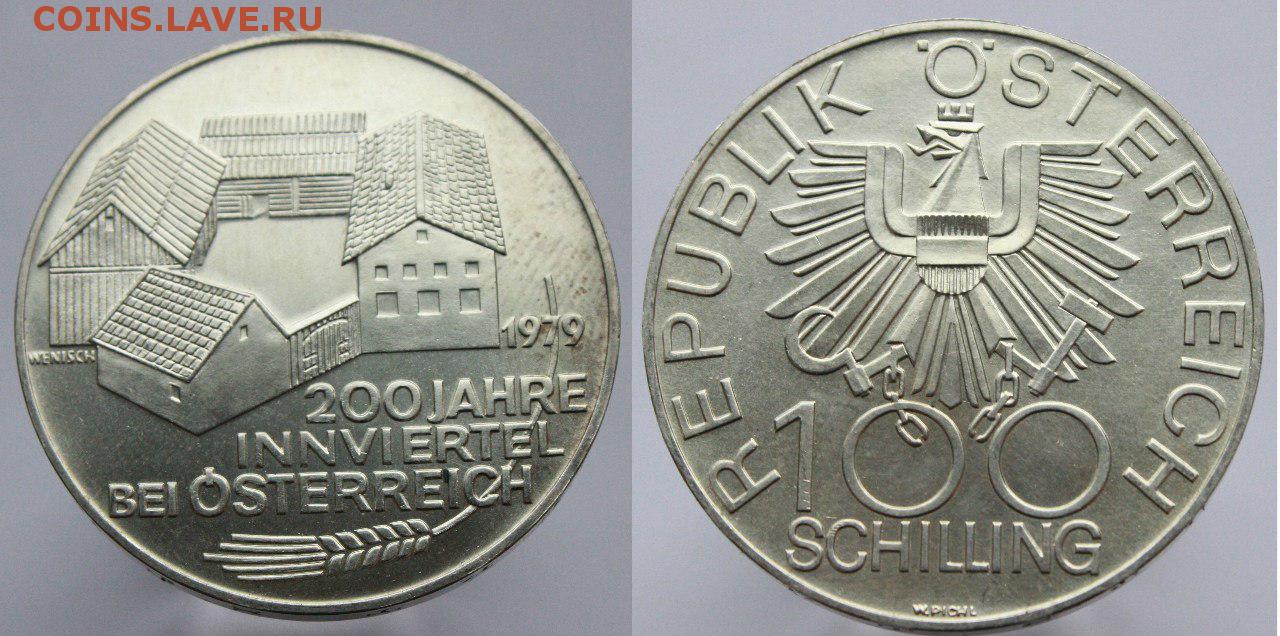 COINS.LAVE.RU
WENISCH
1979
200 JAHRE
INNVIERTEL
BEI ÖSTERREICH
REPUBLIK ÖSTERREICH
100
SCHILLING
W.PICHL